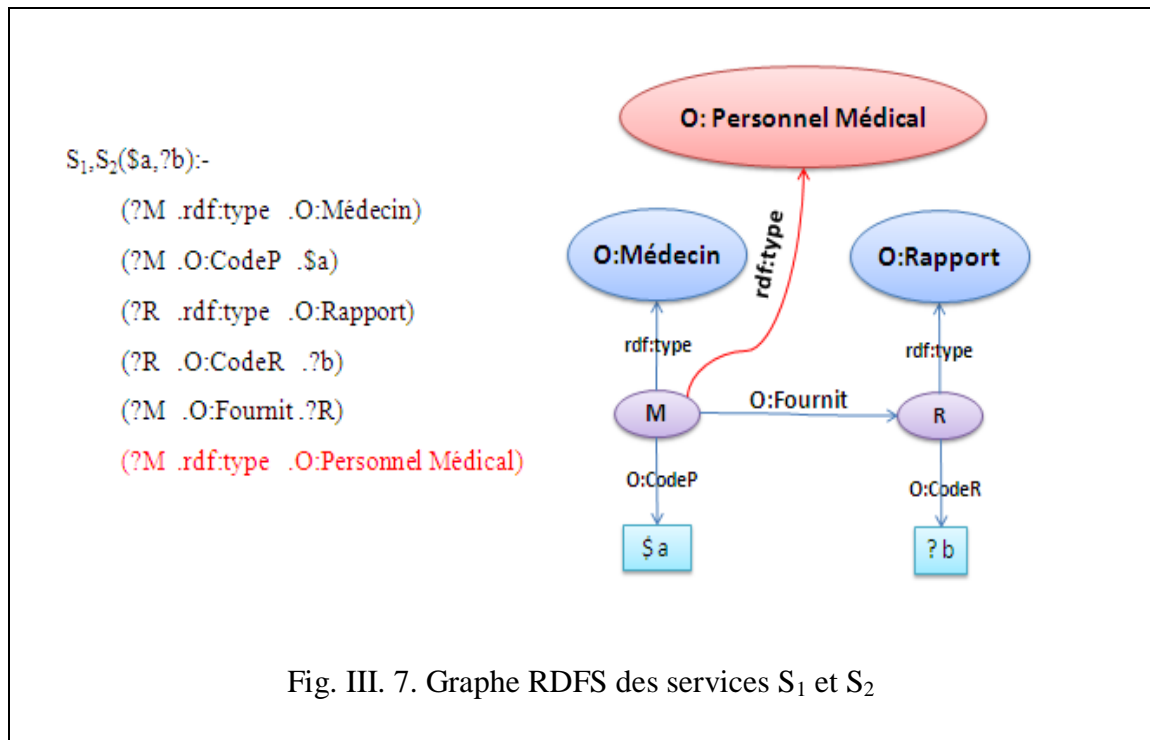 S₁,S₂($a,?b):-
(?M .rdf:type .O:Médecin)
(?M .O:CodeP .$a)
(?R .rdf:type .O:Rapport)
(?R .O:CodeR .?b)
(?M .O:Fournit .?R)
(?M .rdf:type .O:Personnel Médical)
O: Personnel Médical
rdf:type
O:Médecin
O:Rapport
rdf:type
rdf:type
M
O:Fournit
R
O:CodeP
O:CodeR
$a
?b
Fig. III. 7. Graphe RDFS des services S₁ et S₂